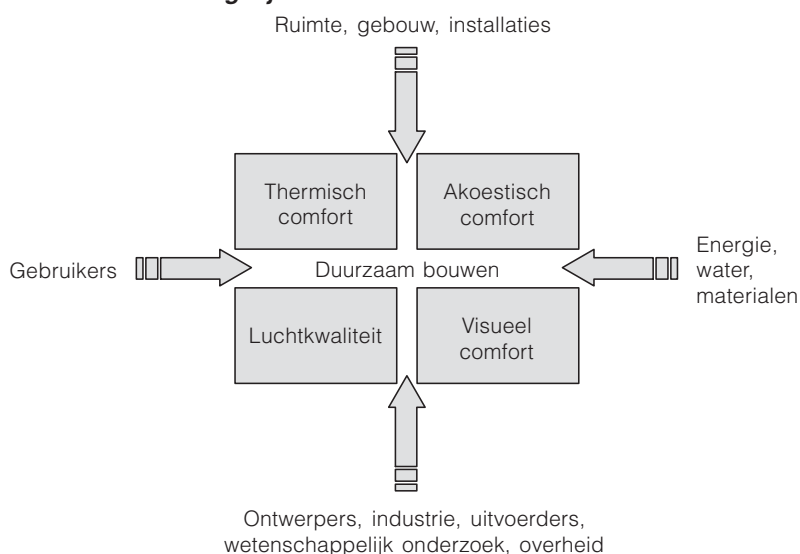 Ruimte, gebouw, installaties
Thermisch
comfort
Akoestisch
comfort
Gebruikers
Duurzaam bouwen
Energie,
water,
materialen
Luchtkwaliteit
Visueel
comfort
Ontwerpers, industrie, uitvoerders,
wetenschappelijk onderzoek, overheid